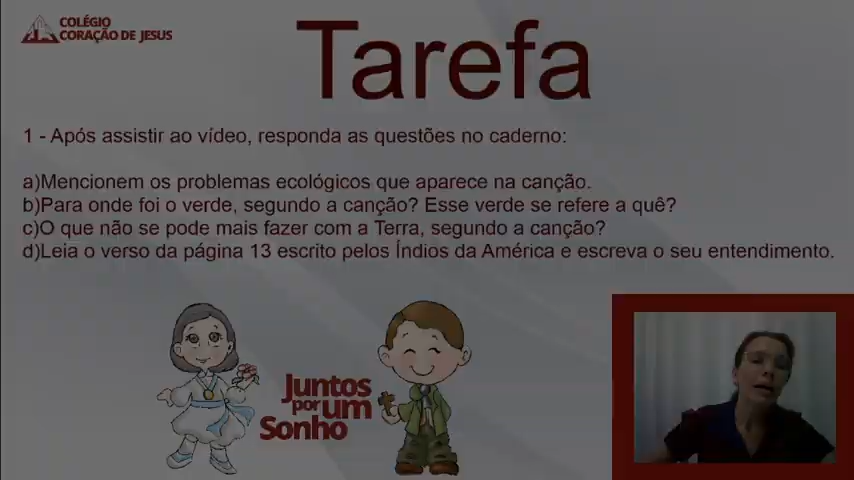 COLÉGIO
CORAÇÃO DE JESUS
Tarefa
1 - Após assistir ao vídeo, responda as questões no caderno:
a)Mencionem os problemas ecológicos que aparece na canção.
b)Para onde foi o verde, segundo a canção? Esse verde se refere a quê?
c)O que não se pode mais fazer com a Terra, segundo a canção?
d)Leia o verso da página 13 escrito pelos Índios da América e escreva o seu entendimento.
Juntos
por um
Sonho